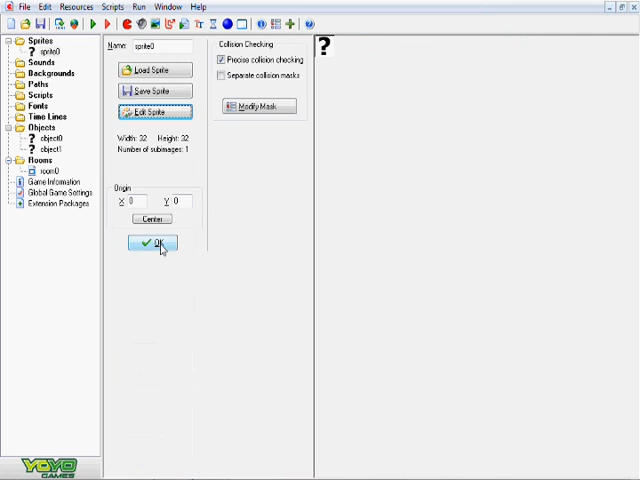 File Edit Resources Scripts Run Window Help
Sprites
sprite0
Sounds
Backgrounds
Paths
Scripts
Fonts
Time Lines
Objects
object0
object1
Rooms
room0
Game Information
Global Game Settings
Extension Packages
Name: sprite0
Load Sprite
Save Sprite
Edit Sprite
Width: 32 Height: 32
Number of subimages: 1
Origin
X 0 Y 0
Center
OK
Collision Checking
Precise collision checking
Separate collision masks
Modify Mask
?
YOYO
GAMES